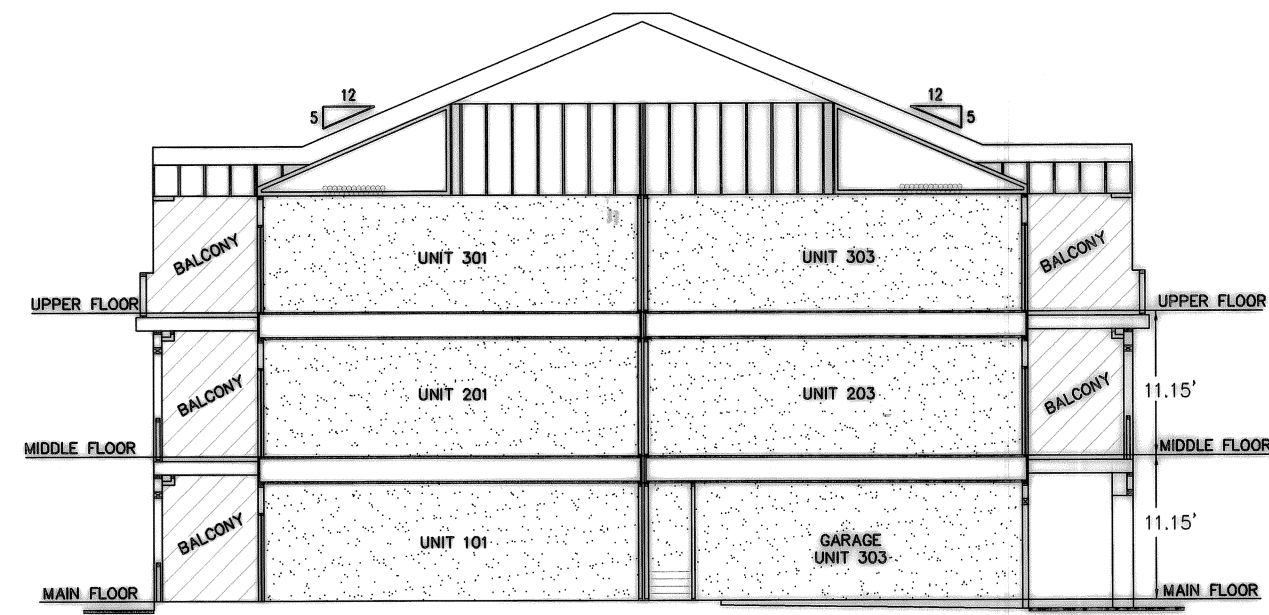 12
5
12
5
BALCONY
UNIT 301
UNIT 303
BALCONY
UPPER FLOOR
UPPER FLOOR
BALCONY
UNIT 201
UNIT 203
BALCONY
11.15'
MIDDLE FLOOR
MIDDLE FLOOR
BALCONY
UNIT 101
GARAGE
UNIT 303
11.15'
MAIN FLOOR
MAIN FLOOR